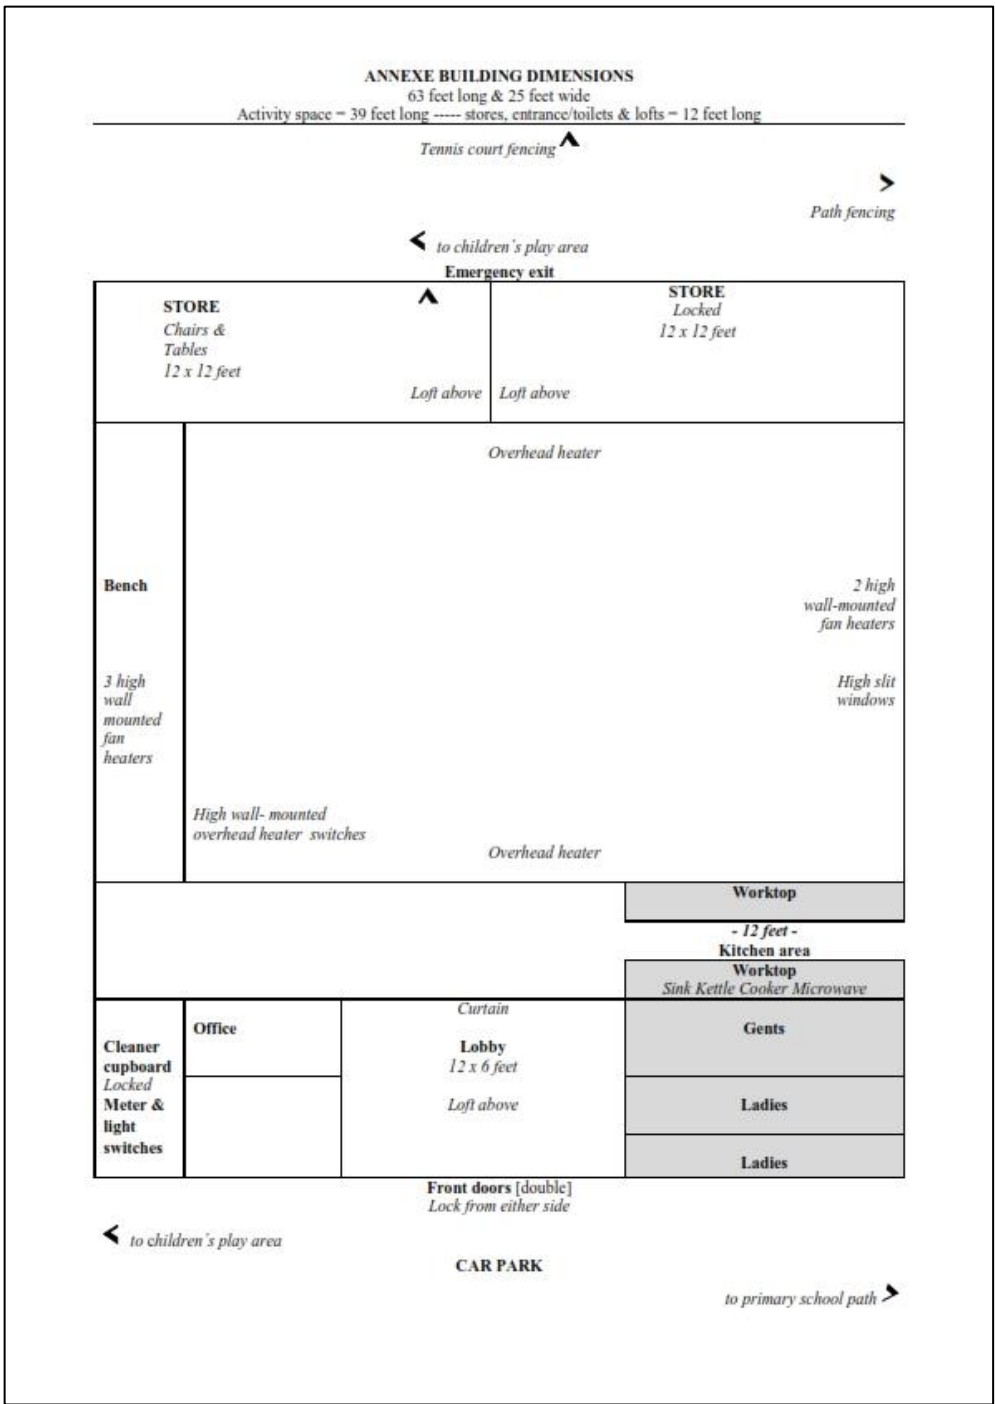 ANNEXE BUILDING DIMENSIONS
63 feet long & 25 feet wide
Activity space = 39 feet long ----- stores, entrance/toilets & lofts = 12 feet long
Tennis court fencing
Path fencing
to children's play area
Emergency exit
STORE
Chairs &
Tables
12 x 12 feet
Loft above
STORE
Locked
12 x 12 feet
Loft above
Overhead heater
Bench
2 high
wall-mounted
fan heaters
3 high
wall
mounted
fan
heaters
High slit
windows
High wall- mounted
overhead heater switches
Overhead heater
Worktop
- 12 feet -
Kitchen area
Worktop
Sink Kettle Cooker Microwave
Cleaner
cupboard
Locked
Meter &
light
switches
Office
Curtain
Lobby
12 x 6 feet
Loft above
Gents
Ladies
Ladies
Front doors [double]
Lock from either side
to children's play area
CAR PARK
to primary school path